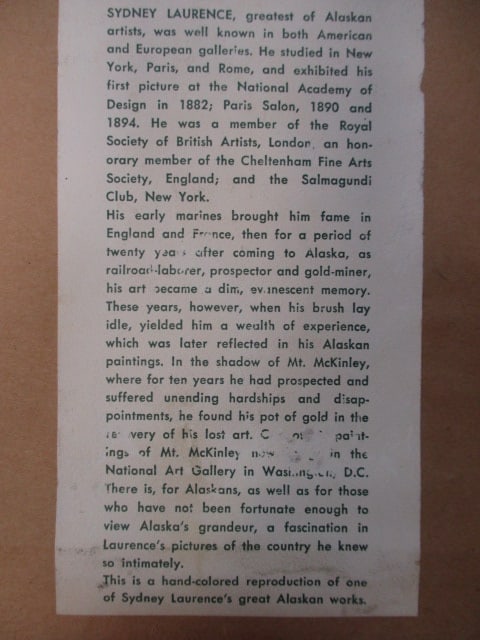 SYDNEY LAURENCE, greatest of Alaskan
artists, was well known in both American
and European galleries. He studied in New
York, Paris, and Rome, and exhibited his
first picture at the National Academy of
Design in 1882; Paris Salon, 1890 and
1894. He was a member of the Royal
Society of British Artists, London, an hon-
orary member of the Cheltenham Fine Arts
Society, England; and the Salmagundi
Club, New York.
His early marines brought him fame in
England and France, then for a period of
twenty years after coming to Alaska, as
railroad-laborer, prospector and gold-miner,
his art became a dim, evanescent memory.
These years, however, when his brush lay
idle, yielded him a wealth of experience,
which was later reflected in his Alaskan
paintings. In the shadow of Mt. McKinley,
where for ten years he had prospected and
suffered unending hardships and disap-
pointments, he found his pot of gold in the
recovery of his lost art. paint-
ings of Mt. McKinley now in the
National Art Gallery in Washington, D.C.
There is, for Alaskans, as well as for those
who have not been fortunate enough to
view Alaska's grandeur, a fascination in
Laurence's pictures of the country he knew
so intimately.
This is a hand-colored reproduction of one
of Sydney Laurence's great Alaskan works.